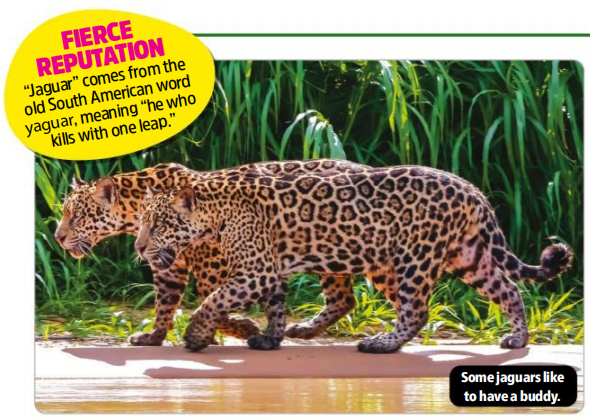 FIERCE
REPUTATION
“Jaguar” comes from the
old South American word
yaguar, meaning “he who
kills with one leap.”
Some jaguars like
to have a buddy.